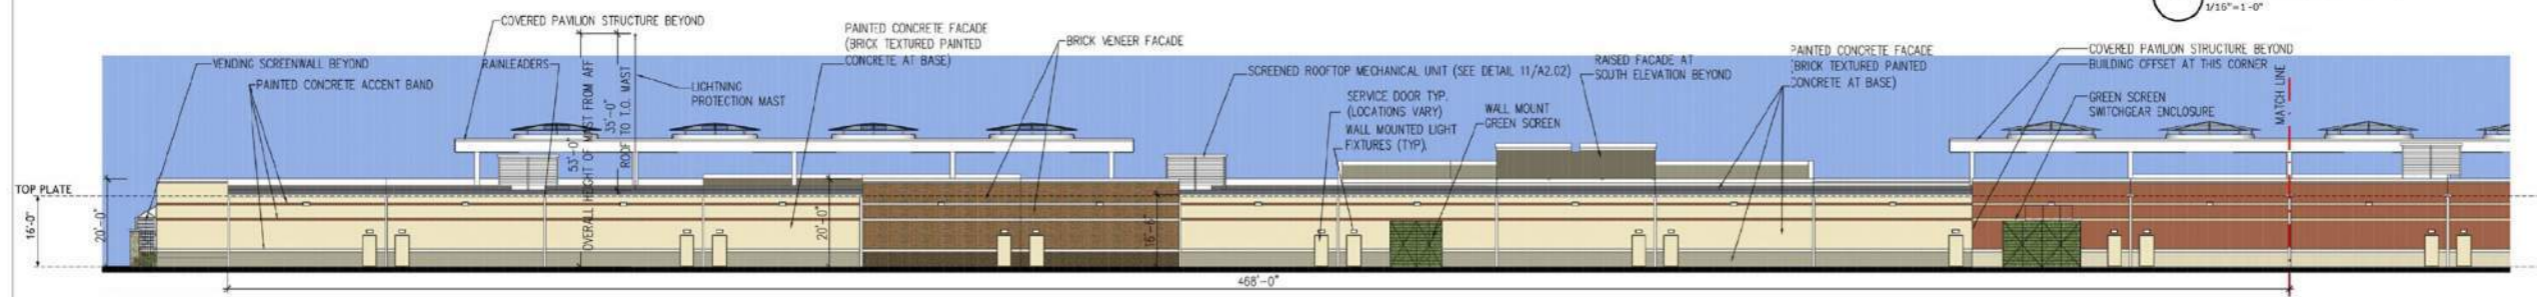 1/16"=1'-0"
COVERED PAVILION STRUCTURE BEYOND
VENDING SCREENWALL BEYOND
PAINTED CONCRETE ACCENT BAND
RAINLEADERS
OVERALL HEIGHT OF MAST FROM AFF
53'-0"
35'-0"
ROOF TO T.O. MAST
LIGHTNING
PROTECTION MAST
PAINTED CONCRETE FACADE
(BRICK TEXTURED PAINTED
CONCRETE AT BASE)
BRICK VENEER FACADE
SCREENED ROOFTOP MECHANICAL UNIT (SEE DETAIL 11/A2.02)
SERVICE DOOR TYP.
(LOCATIONS VARY)
WALL MOUNTED LIGHT
FIXTURES (TYP).
WALL MOUNT
GREEN SCREEN
RAISED FACADE AT
SOUTH ELEVATION BEYOND
PAINTED CONCRETE FACADE
(BRICK TEXTURED PAINTED
CONCRETE AT BASE)
COVERED PAVILION STRUCTURE BEYOND
BUILDING OFFSET AT THIS CORNER
GREEN SCREEN
SWITCHGEAR ENCLOSURE
MATCH LINE
TOP PLATE
16'-0"
20'-0"
20'-0"
16'-6"
468'-0"